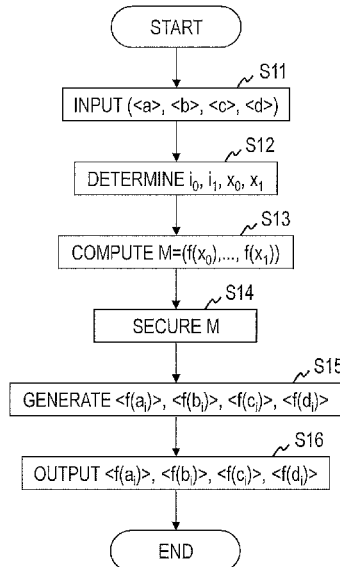 START
S11
INPUT (<a>, <b>, <c>, <d>)
S12
DETERMINE i₀, i₁, x₀, x₁
S13
COMPUTE M=(f(x₀),..., f(x₁))
S14
SECURE M
S15
GENERATE <f(aᵢ)>, <f(bᵢ)>, <f(cᵢ)>, <f(dᵢ)>
S16
OUTPUT <f(aᵢ)>, <f(bᵢ)>, <f(cᵢ)>, <f(dᵢ)>
END